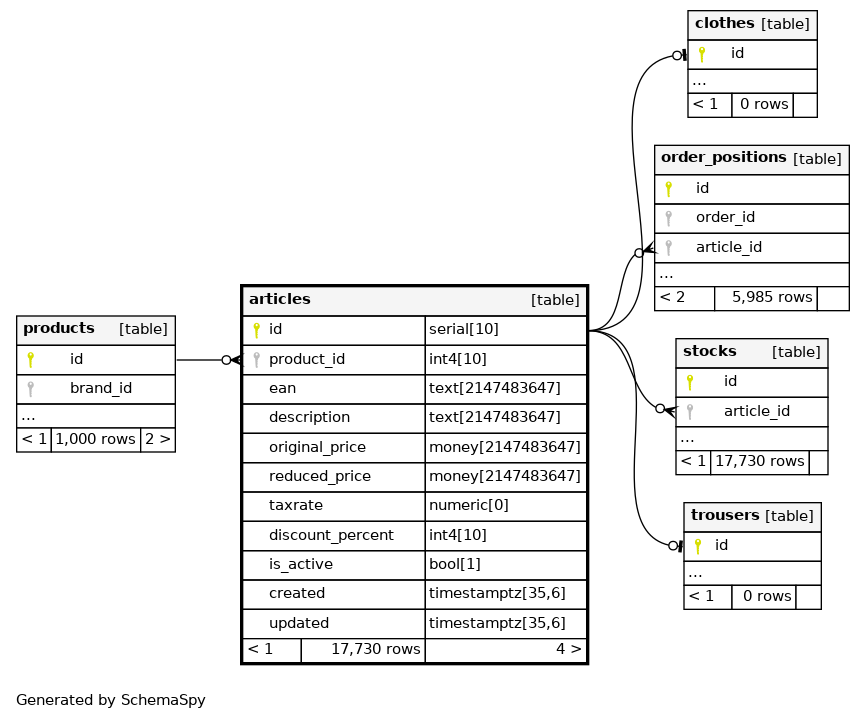 clothes [table]
id
...
< 1 0 rows
order_positions [table]
id
order_id
article_id
...
< 2 5,985 rows
products [table]
id
brand_id
...
< 1 1,000 rows 2 >
articles [table]
id serial[10]
product_id int4[10]
ean text[2147483647]
description text[2147483647]
original_price money[2147483647]
reduced_price money[2147483647]
taxrate numeric[0]
discount_percent int4[10]
is_active bool[1]
created timestamptz[35,6]
updated timestamptz[35,6]
< 1 17,730 rows 4 >
stocks [table]
id
article_id
...
< 1 17,730 rows
trousers [table]
id
...
< 1 0 rows
Generated by SchemaSpy